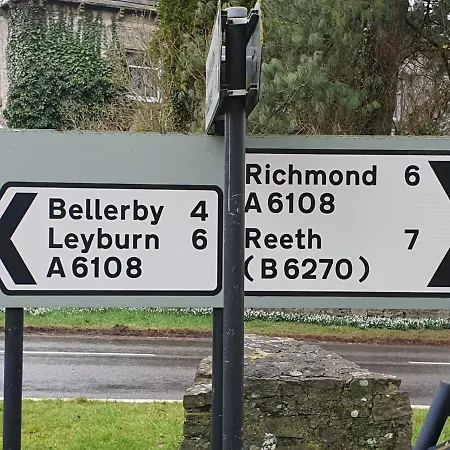 Bellerby 4
Leyburn 6
A6108
Richmond 6
A6108
Reeth 7
(B6270)